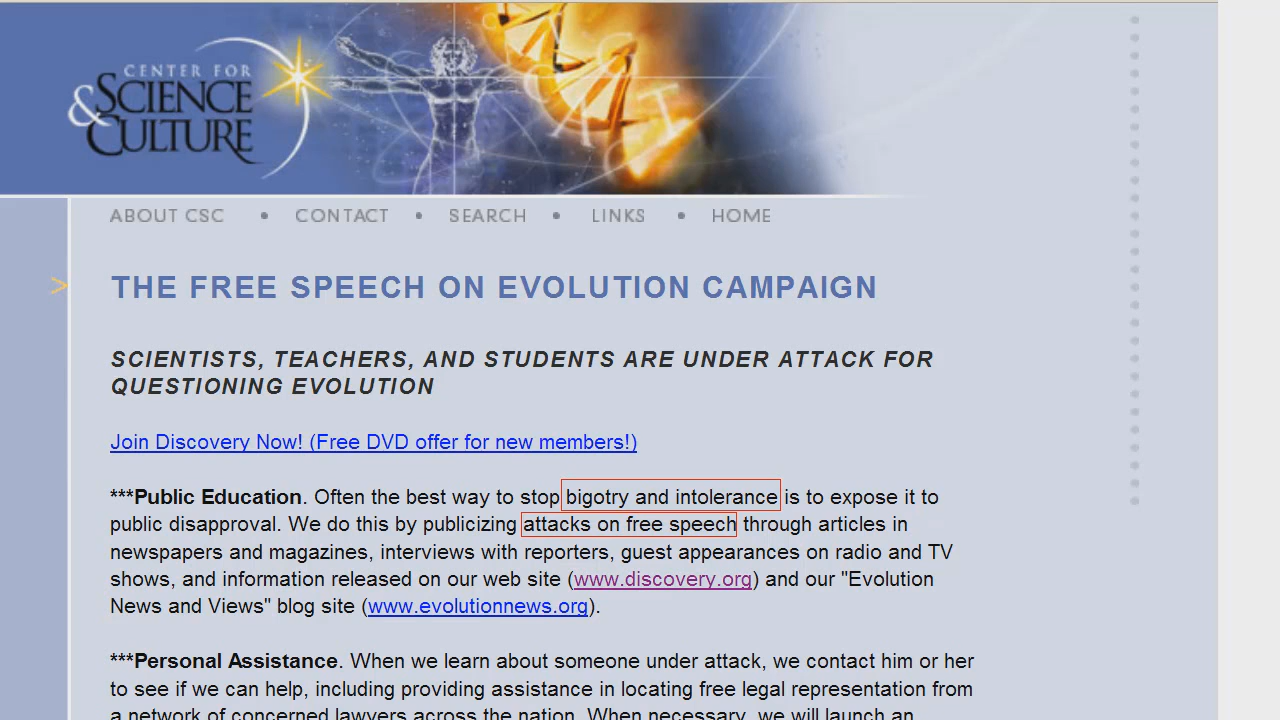 CENTER FOR
SCIENCE
& CULTURE
ABOUT CSC • CONTACT • SEARCH • LINKS • HOME
> THE FREE SPEECH ON EVOLUTION CAMPAIGN
SCIENTISTS, TEACHERS, AND STUDENTS ARE UNDER ATTACK FOR
QUESTIONING EVOLUTION
Join Discovery Now! (Free DVD offer for new members!)
***Public Education. Often the best way to stop bigotry and intolerance is to expose it to
public disapproval. We do this by publicizing attacks on free speech through articles in
newspapers and magazines, interviews with reporters, guest appearances on radio and TV
shows, and information released on our web site (www.discovery.org) and our "Evolution
News and Views" blog site (www.evolutionnews.org).
***Personal Assistance. When we learn about someone under attack, we contact him or her
to see if we can help, including providing assistance in locating free legal representation from
a network of concerned lawyers across the nation. When necessary, we will launch an